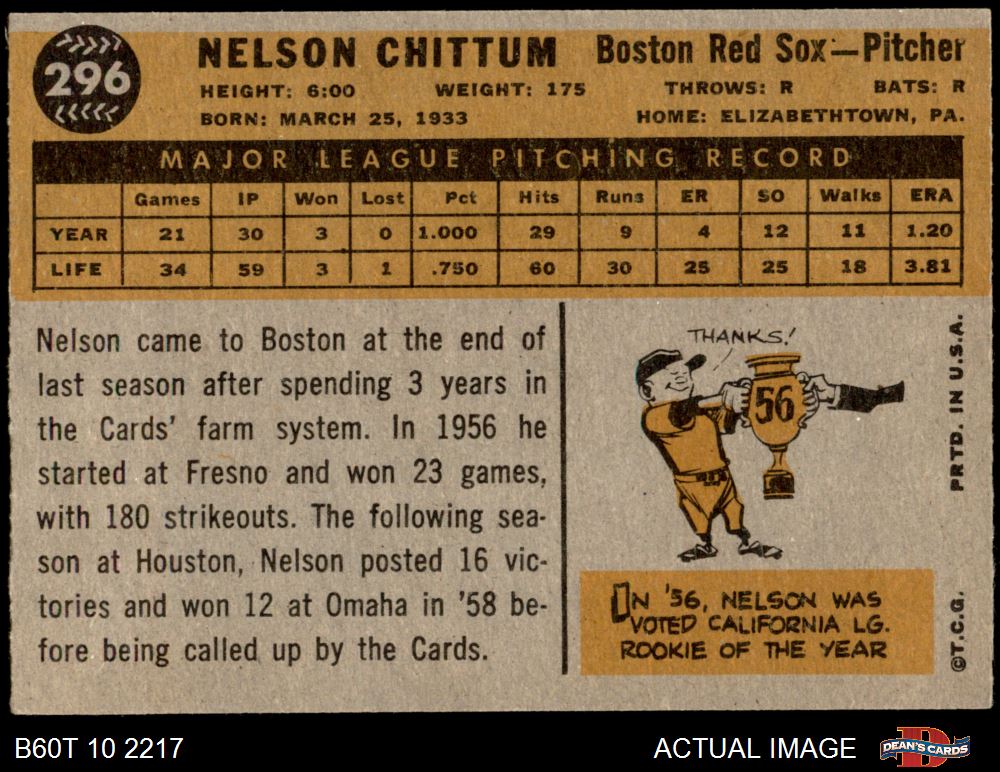 296
NELSON CHITTUM Boston Red Sox—Pitcher
HEIGHT: 6:00 WEIGHT: 175 THROWS: R BATS: R
BORN: MARCH 25, 1933 HOME: ELIZABETHTOWN, PA.
MAJOR LEAGUE PITCHING RECORD
Games IP Won Lost Pct Hits Runs ER SO Walks ERA
YEAR 21 30 3 0 1.000 29 9 4 12 11 1.20
LIFE 34 59 3 1 .750 60 30 25 25 18 3.81
Nelson came to Boston at the end of
last season after spending 3 years in
the Cards' farm system. In 1956 he
started at Fresno and won 23 games,
with 180 strikeouts. The following sea-
son at Houston, Nelson posted 16 vic-
tories and won 12 at Omaha in '58 be-
fore being called up by the Cards.
THANKS!
56
IN '56, NELSON WAS
VOTED CALIFORNIA LG.
ROOKIE OF THE YEAR
PRTD. IN U.S.A.
©T.C.G.
B60T 10 2217 ACTUAL IMAGE DEAN'S CARDS